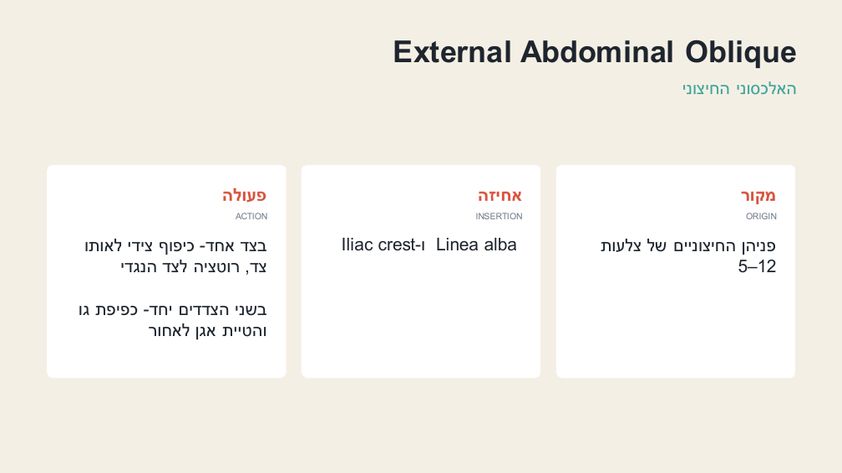 External Abdominal Oblique
האלכסוני החיצוני
מקור
ORIGIN
פניהן החיצוניים של צלעות
5–12
אחיזה
INSERTION
Linea alba ו-Iliac crest
פעולה
ACTION
בצד אחד- כיפוף צידי לאותו
צד, רוטציה לצד הנגדי
בשני הצדדים יחד- כפיפת גו
והטיית אגן לאחור